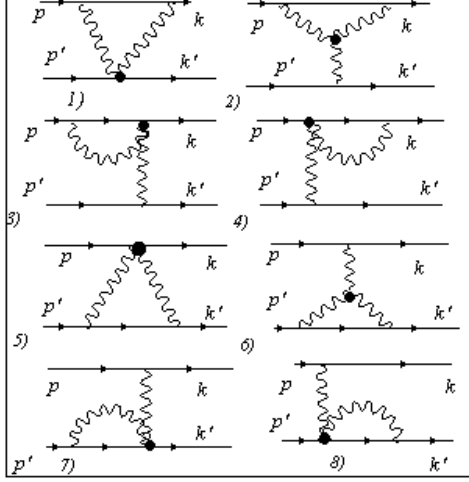 p k p k
p' k' p' k'
1) 2)
p k p k
p' k' p' k'
3) 4)
p k p k
p' k' p' k'
5) 6)
p k p k
p' k' p' k'
7) 8)